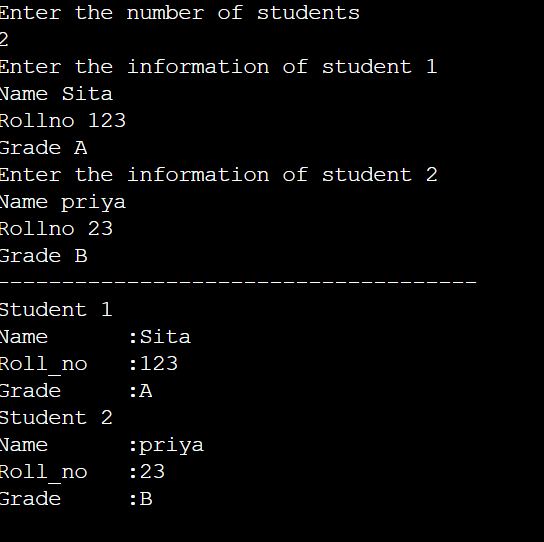 Enter the number of students
2
Enter the information of student 1
Name Sita
Rollno 123
Grade A
Enter the information of student 2
Name priya
Rollno 23
Grade B
-------------------------------------
Student 1
Name      :Sita
Roll_no   :123
Grade     :A
Student 2
Name      :priya
Roll_no   :23
Grade     :B